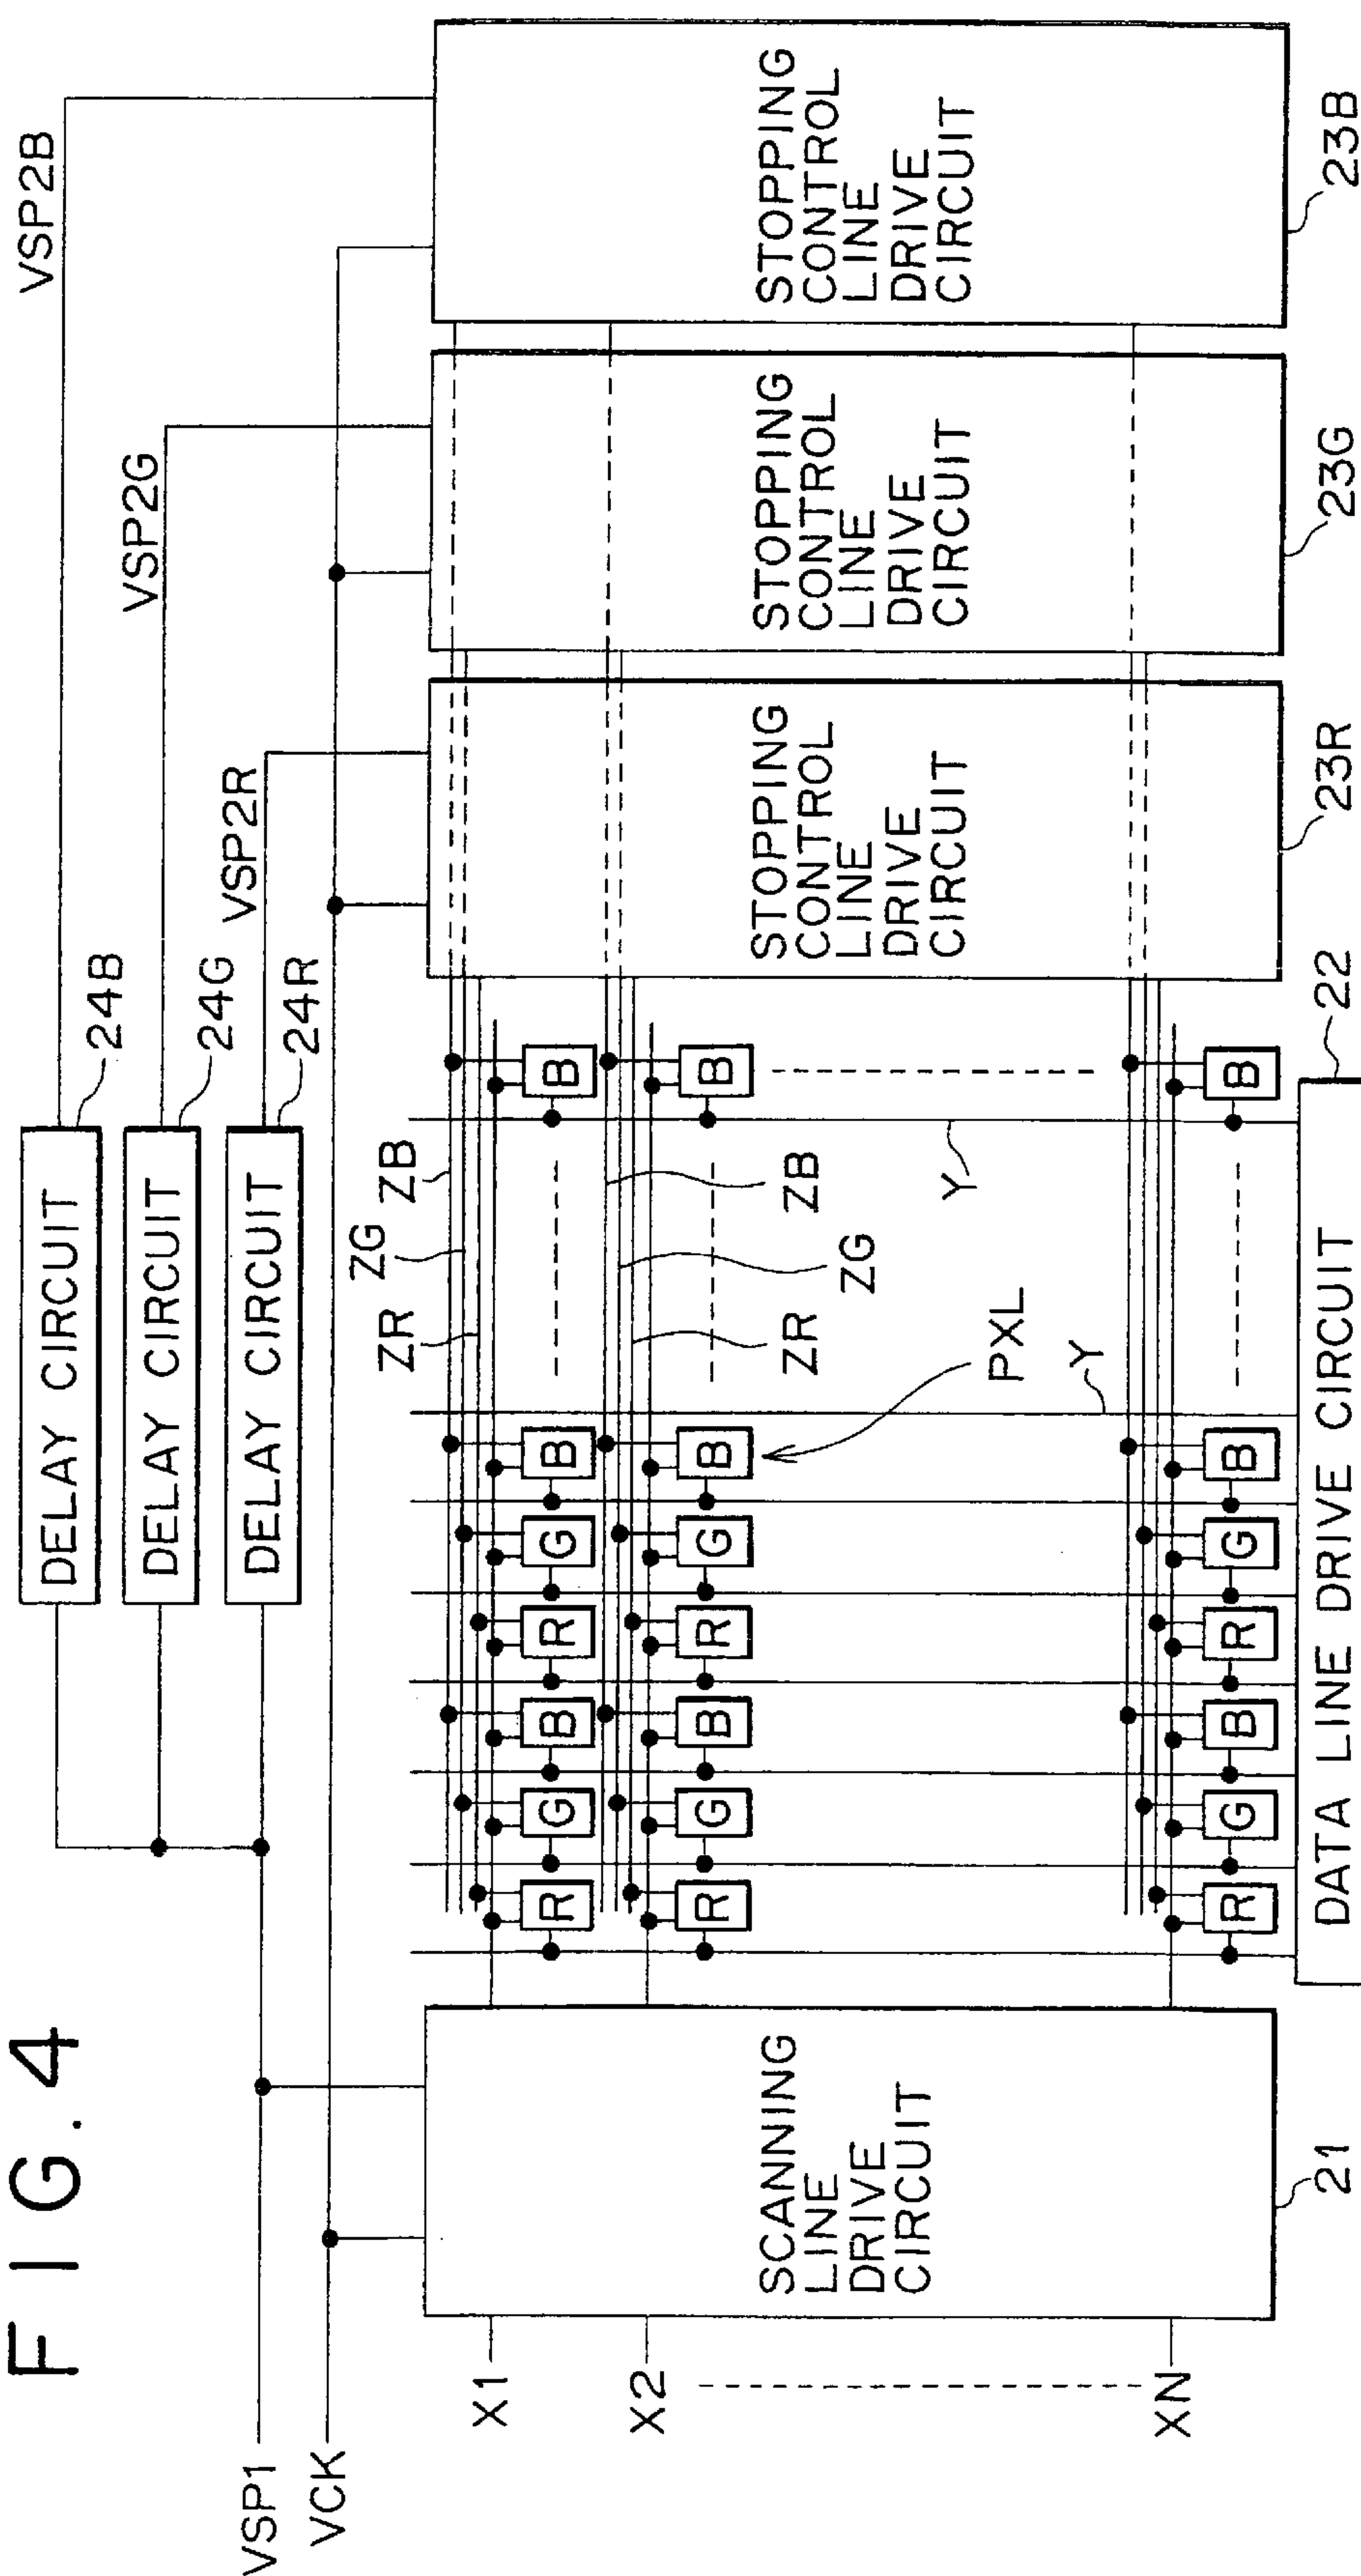 FIG. 4
DELAY CIRCUIT
24B
VSP2B
DELAY CIRCUIT
24G
VSP2G
DELAY CIRCUIT
24R
VSP2R
VSP1
VCK
ZR
ZG
ZB
X1
R
G
B
R
G
B
B
X2
R
G
B
R
G
B
B
ZR
ZG
ZB
PXL
Y
Y
XN
R
G
B
R
G
B
B
SCANNING
LINE
DRIVE
CIRCUIT
21
STOPPING
CONTROL
LINE
DRIVE
CIRCUIT
23R
STOPPING
CONTROL
LINE
DRIVE
CIRCUIT
23G
STOPPING
CONTROL
LINE
DRIVE
CIRCUIT
23B
DATA LINE DRIVE CIRCUIT
22